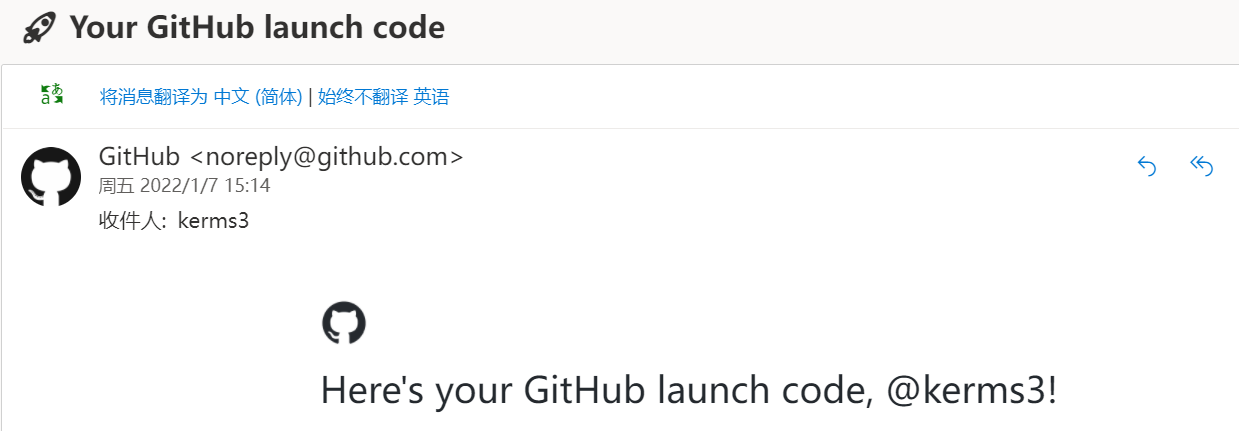 Your GitHub launch code
将消息翻译为 中文 (简体) | 始终不翻译 英语
GitHub <noreply@github.com>
周五 2022/1/7 15:14
收件人: kerms3
Here's your GitHub launch code, @kerms3!